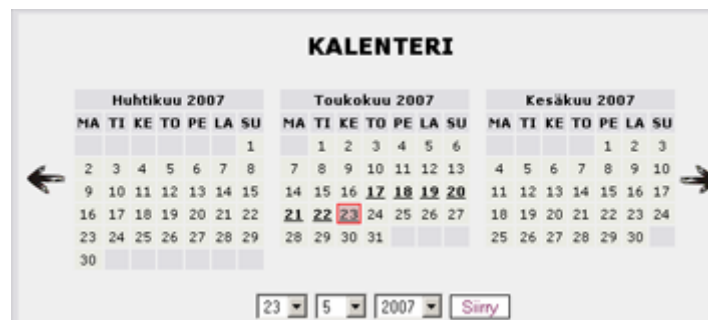 KALENTERI
Huhtikuu 2007
MA TI KE TO PE LA SU
1
2 3 4 5 6 7 8
9 10 11 12 13 14 15
16 17 18 19 20 21 22
23 24 25 26 27 28 29
30
Toukokuu 2007
MA TI KE TO PE LA SU
1 2 3 4 5 6
7 8 9 10 11 12 13
14 15 16 17 18 19 20
21 22 23 24 25 26 27
28 29 30 31
Kesäkuu 2007
MA TI KE TO PE LA SU
1 2 3
4 5 6 7 8 9 10
11 12 13 14 15 16 17
18 19 20 21 22 23 24
25 26 27 28 29 30
23 5 2007 Siirry